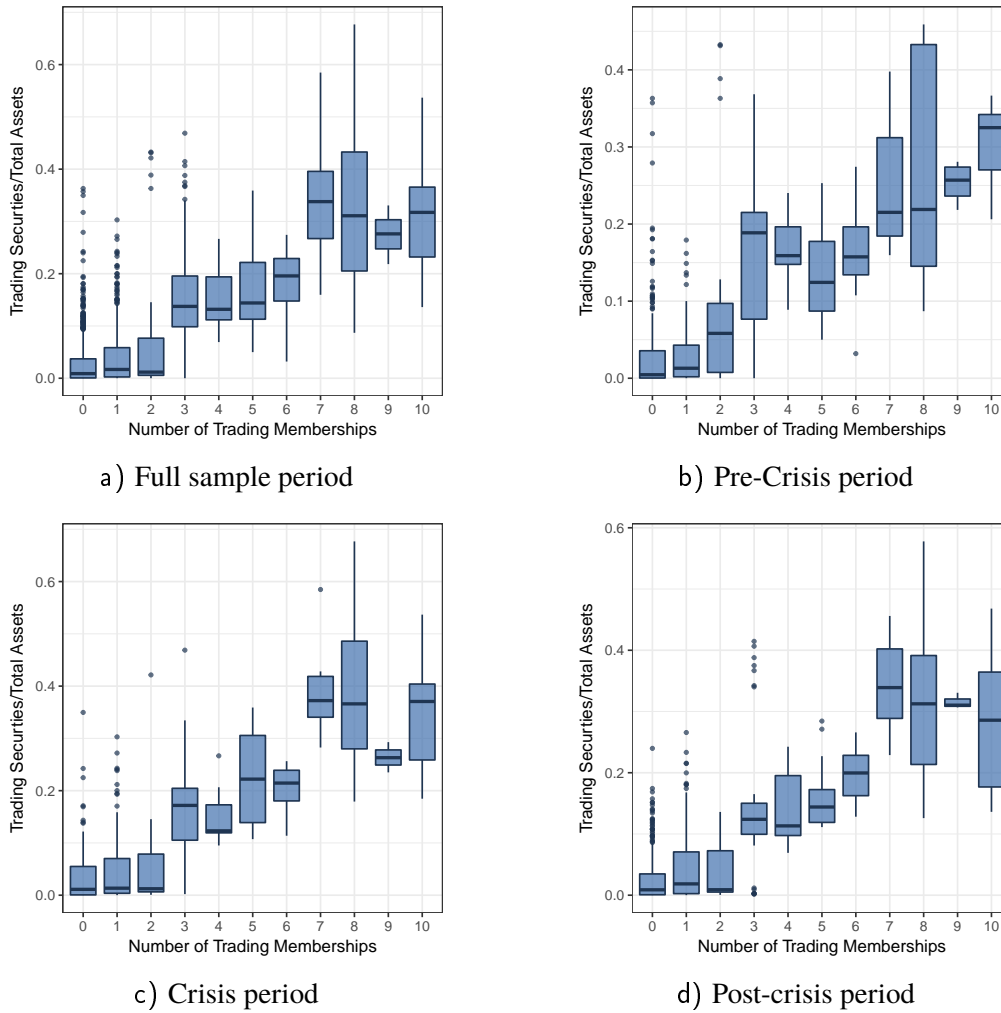 Trading Securties/Total Assets
0.6
0.4
0.2
0.0
0 1 2 3 4 5 6 7 8 9 10
Number of Trading Memberships
a) Full sample period
Trading Securties/Total Assets
0.4
0.3
0.2
0.1
0.0
0 1 2 3 4 5 6 7 8 9 10
Number of Trading Memberships
b) Pre-Crisis period
Trading Securties/Total Assets
0.6
0.4
0.2
0.0
0 1 2 3 4 5 6 7 8 9 10
Number of Trading Memberships
c) Crisis period
Trading Securties/Total Assets
0.6
0.4
0.2
0.0
0 1 2 3 4 5 6 7 8 9 10
Number of Trading Memberships
d) Post-crisis period